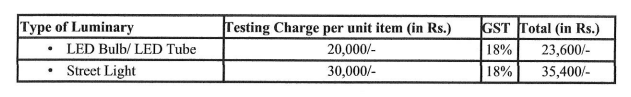 Type of Luminary Testing Charge per unit item (in Rs.) GST Total (in Rs.)
• LED Bulb/ LED Tube 20,000/- 18% 23,600/-
• Street Light 30,000/- 18% 35,400/-